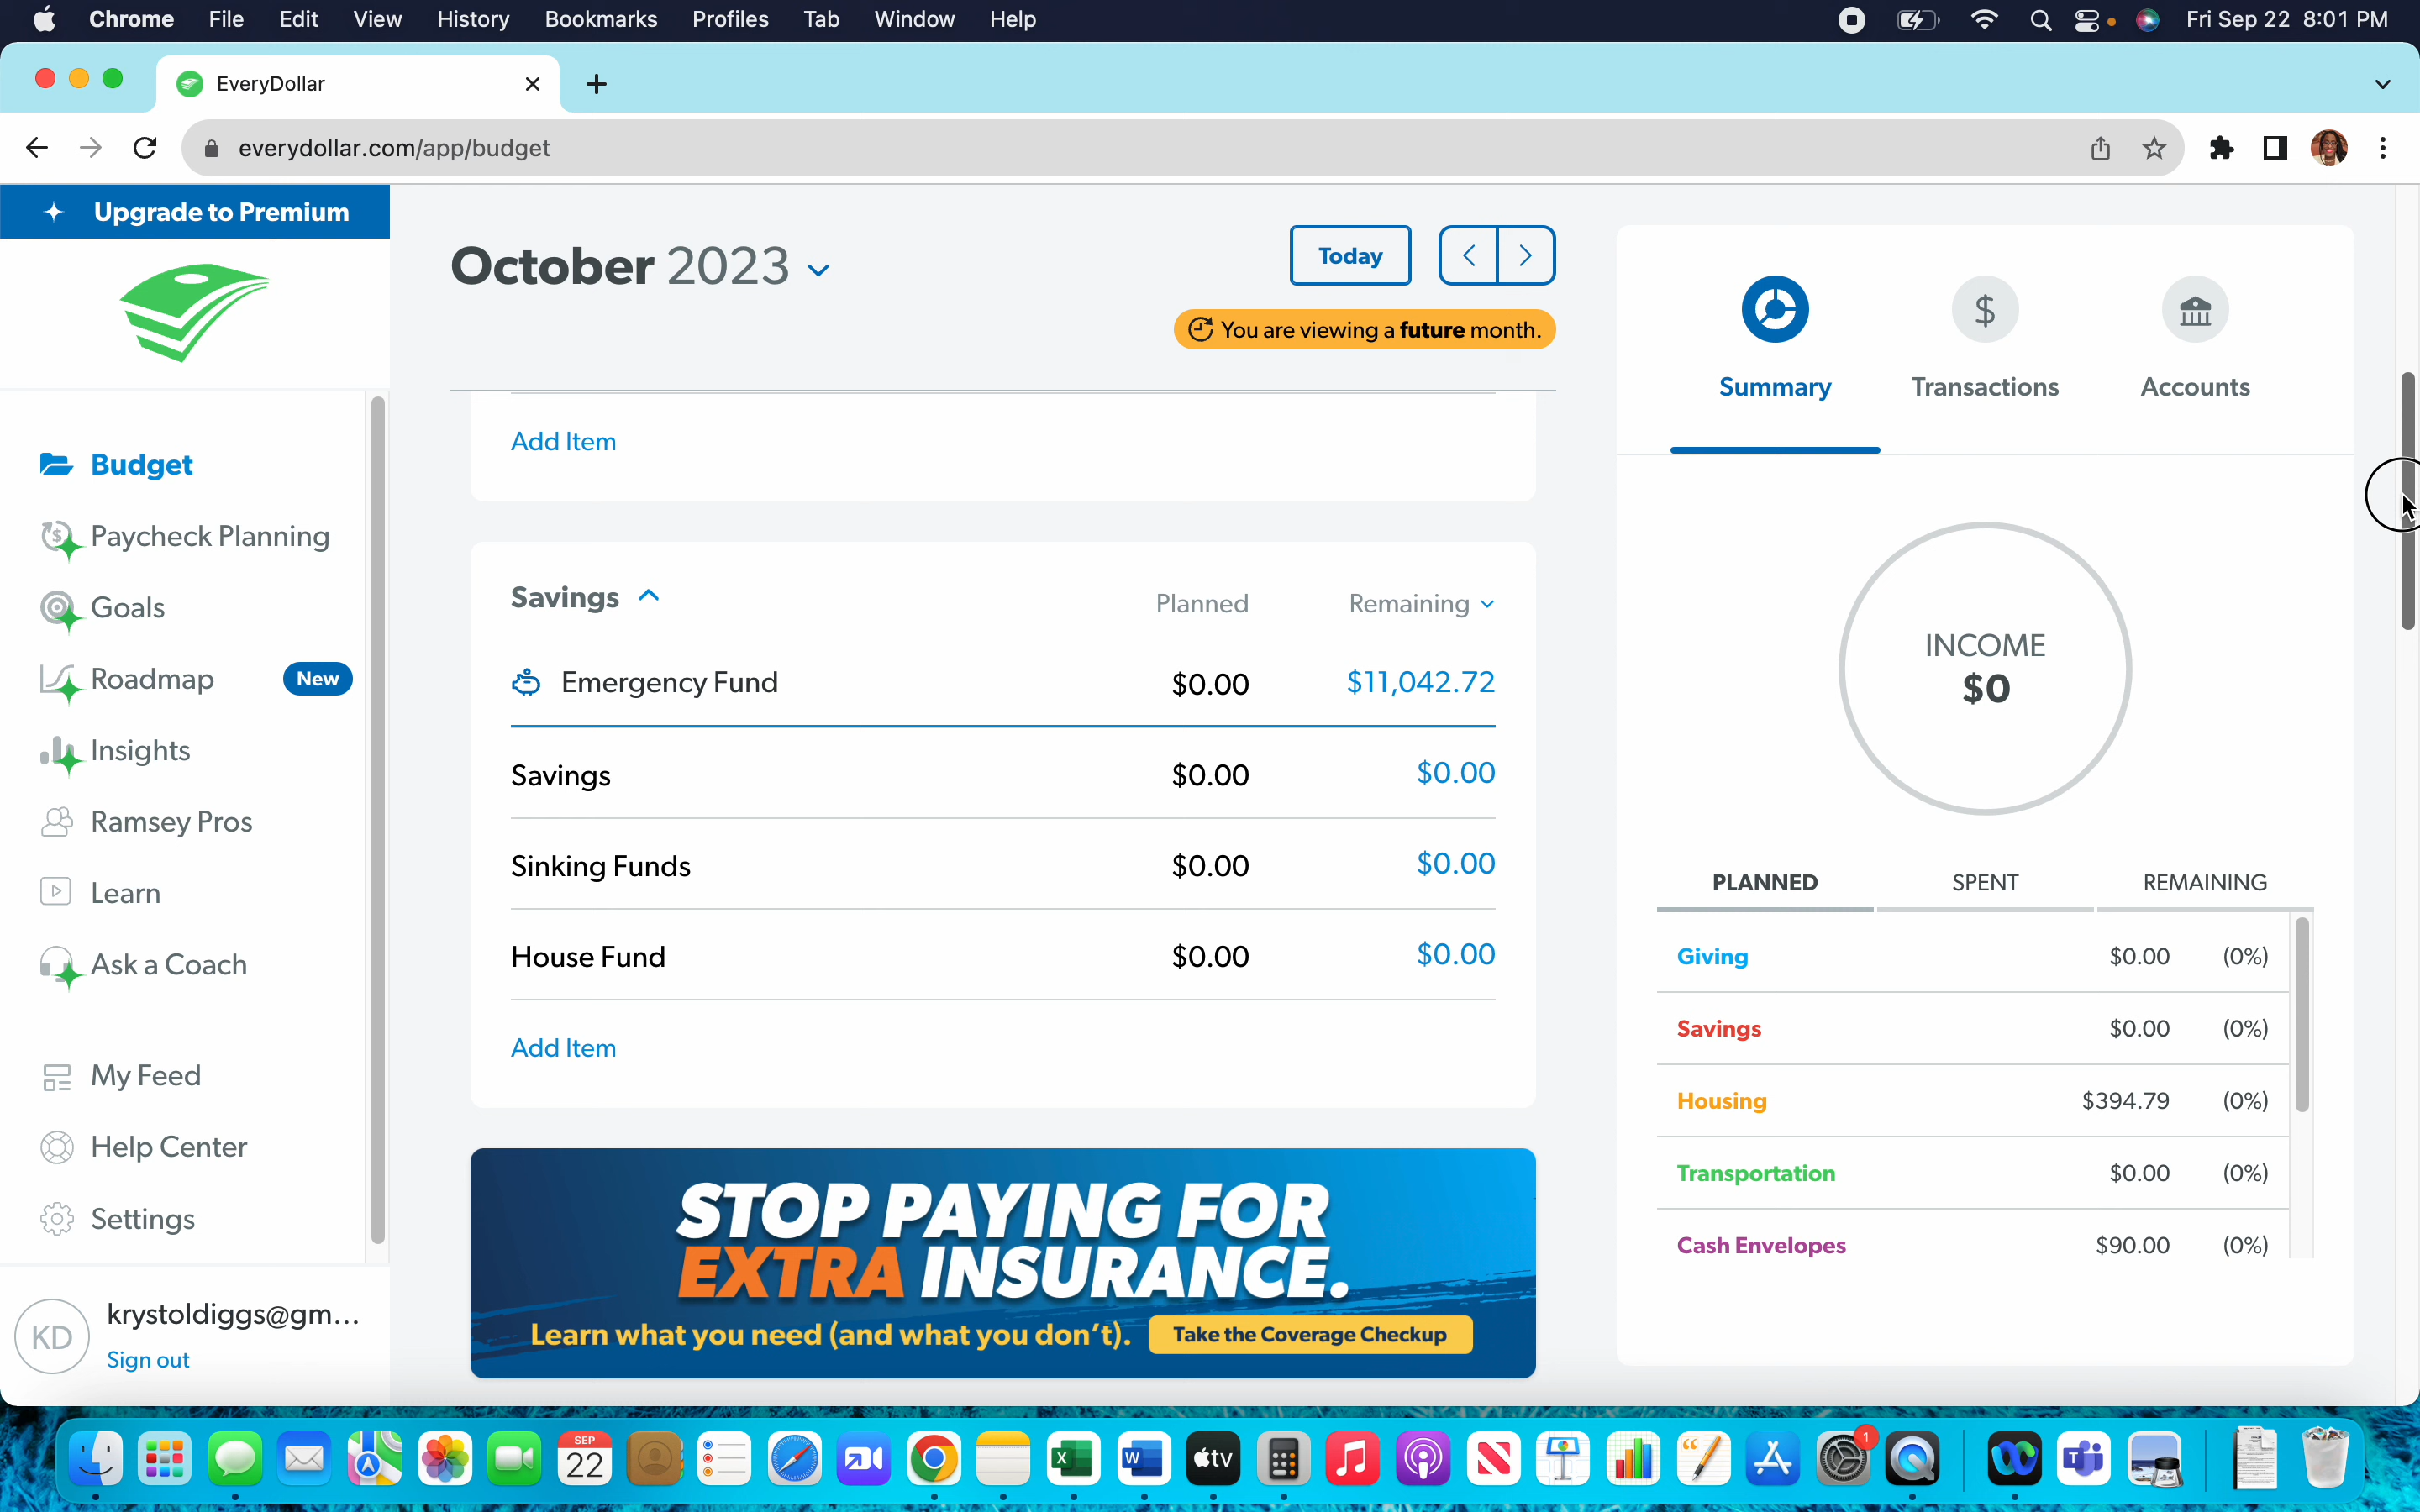 Chrome File Edit View History Bookmarks Profiles Tab Window Help Fri Sep 22 8:01 PM
EveryDollar
everydollar.com/app/budget
Upgrade to Premium
Budget
Paycheck Planning
Goals
Roadmap New
Insights
Ramsey Pros
Learn
Ask a Coach
My Feed
Help Center
Settings
KD krystoldiggs@gm...
Sign out
October 2023
Today
You are viewing a future month.
Add Item
Savings Planned Remaining
Emergency Fund $0.00 $11,042.72
Savings $0.00 $0.00
Sinking Funds $0.00 $0.00
House Fund $0.00 $0.00
Add Item
STOP PAYING FOR
EXTRA INSURANCE.
Learn what you need (and what you don't). Take the Coverage Checkup
$
Summary Transactions Accounts
INCOME
$0
PLANNED SPENT REMAINING
Giving $0.00 (0%)
Savings $0.00 (0%)
Housing $394.79 (0%)
Transportation $0.00 (0%)
Cash Envelopes $90.00 (0%)
SEP
22
X
W
tv
1
T